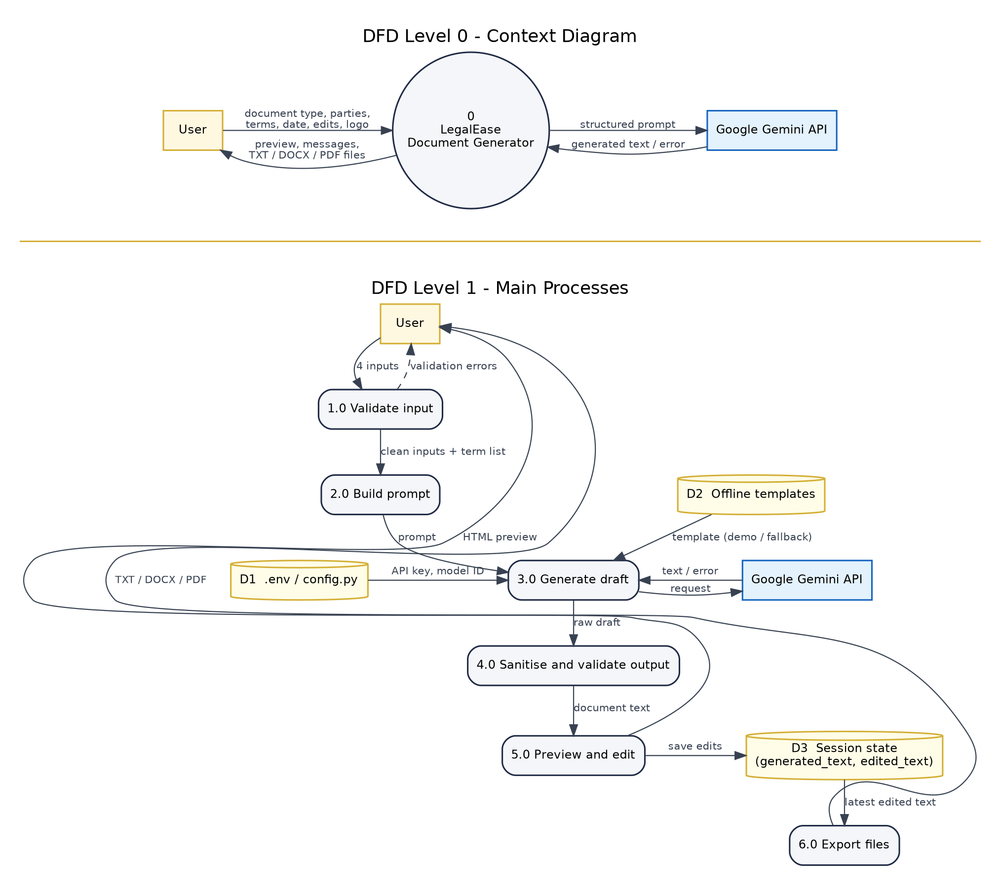 DFD Level 0 - Context Diagram
User
document type, parties,
terms, date, edits, logo
preview, messages,
TXT / DOCX / PDF files
0
LegalEase
Document Generator
structured prompt
generated text / error
Google Gemini API
DFD Level 1 - Main Processes
User
4 inputs
validation errors
1.0 Validate input
clean inputs + term list
2.0 Build prompt
D2  Offline templates
prompt
HTML preview
template (demo / fallback)
TXT / DOCX / PDF
D1  .env / config.py
API key, model ID
3.0 Generate draft
text / error
request
Google Gemini API
raw draft
4.0 Sanitise and validate output
document text
5.0 Preview and edit
save edits
D3  Session state
(generated_text, edited_text)
latest edited text
6.0 Export files